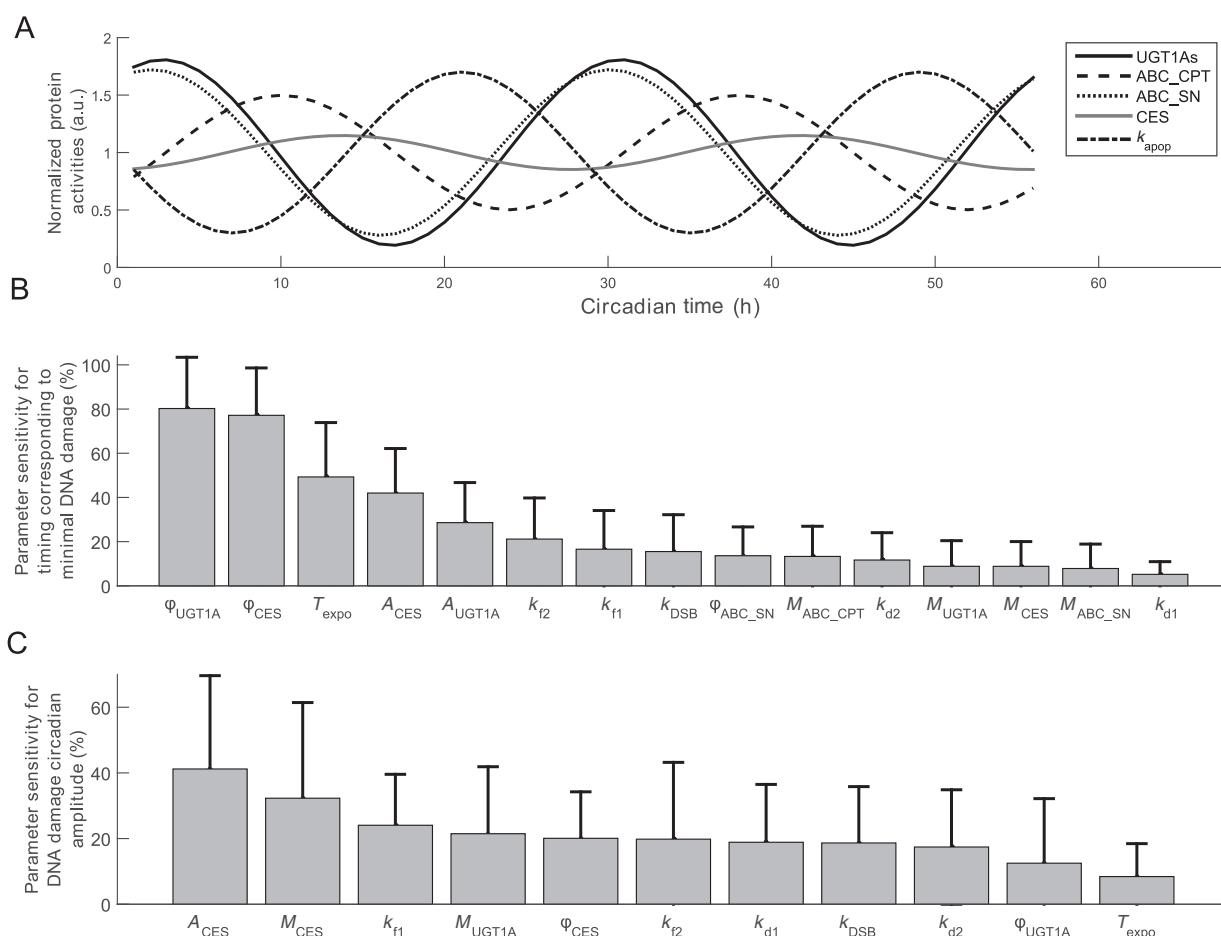 A
Normalized protein
activities (a.u.)
2
1.5
1
0.5
0
0 10 20 30 40 50 60
Circadian time (h)
UGT1As
ABC_CPT
ABC_SN
CES
k apop
B
Parameter sensitivity for
timing corresponding to
minimal DNA damage (%)
100
80
60
40
20
0
φUGT1A φCES Texpo ACES AUGT1A kf2 kf1 kDSB φABC_SN MABC_CPT kd2 MUGT1A MCES MABC_SN kd1
C
Parameter sensitivity for
DNA damage circadian
amplitude (%)
60
40
20
0
ACES MCES kf1 MUGT1A φCES kf2 kd1 kDSB kd2 φUGT1A Texpo